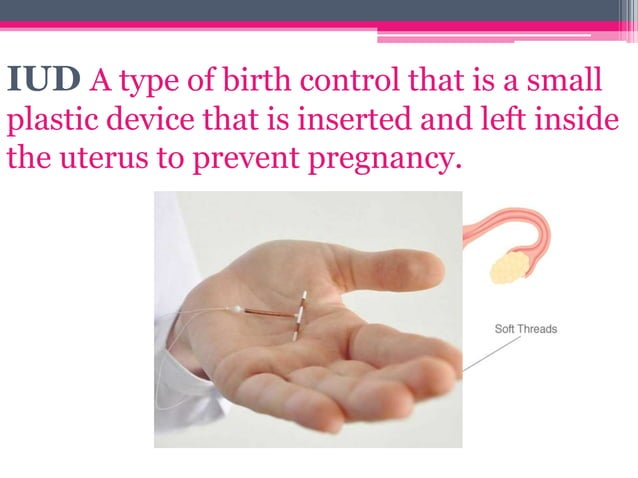 IUD A type of birth control that is a small
plastic device that is inserted and left inside
the uterus to prevent pregnancy.
Soft Threads